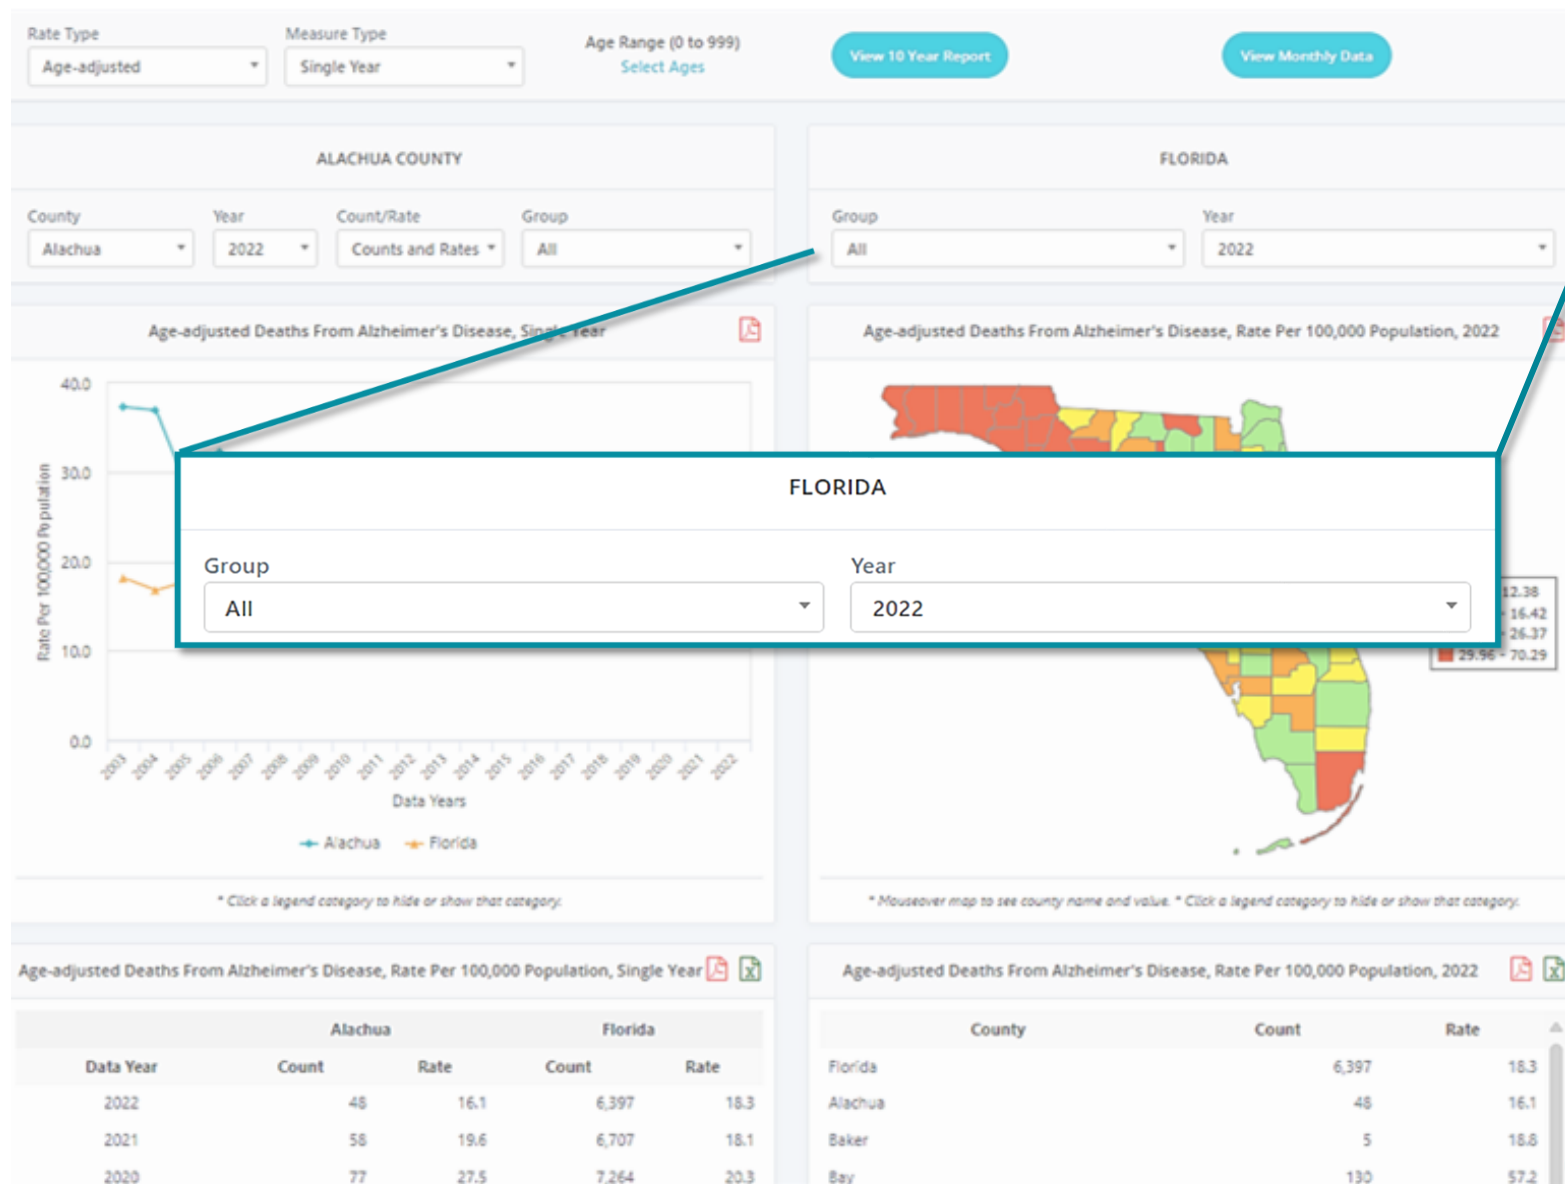 Rate Type
Age-adjusted
Measure Type
Single Year
Age Range (0 to 999)
Select Ages
View 10 Year Report
View Monthly Data
ALACHUA COUNTY
County
Alachua
Year
2022
Count/Rate
Counts and Rates
Group
All
FLORIDA
Group
All
Year
2022
Age-adjusted Deaths From Alzheimer's Disease, Single Year
40.0
30.0
20.0
10.0
0.0
Rate Per 100,000 Population
2003 2004 2005 2006 2007 2008 2009 2010 2011 2012 2013 2014 2015 2016 2017 2018 2019 2020 2021 2022
Data Years
Alachua Florida
* Click a legend category to hide or show that category.
Age-adjusted Deaths From Alzheimer's Disease, Rate Per 100,000 Population, 2022
12.38
- 16.42
- 26.37
29.96 - 70.29
* Mouseover map to see county name and value. * Click a legend category to hide or show that category.
FLORIDA
Group
All
Year
2022
Age-adjusted Deaths From Alzheimer's Disease, Rate Per 100,000 Population, Single Year
Alachua Florida
Data Year Count Rate Count Rate
2022 48 16.1 6,397 18.3
2021 58 19.6 6,707 18.1
2020 77 27.5 7,264 20.3
Age-adjusted Deaths From Alzheimer's Disease, Rate Per 100,000 Population, 2022
County Count Rate
Florida 6,397 18.3
Alachua 48 16.1
Baker 5 18.8
Bay 130 57.2